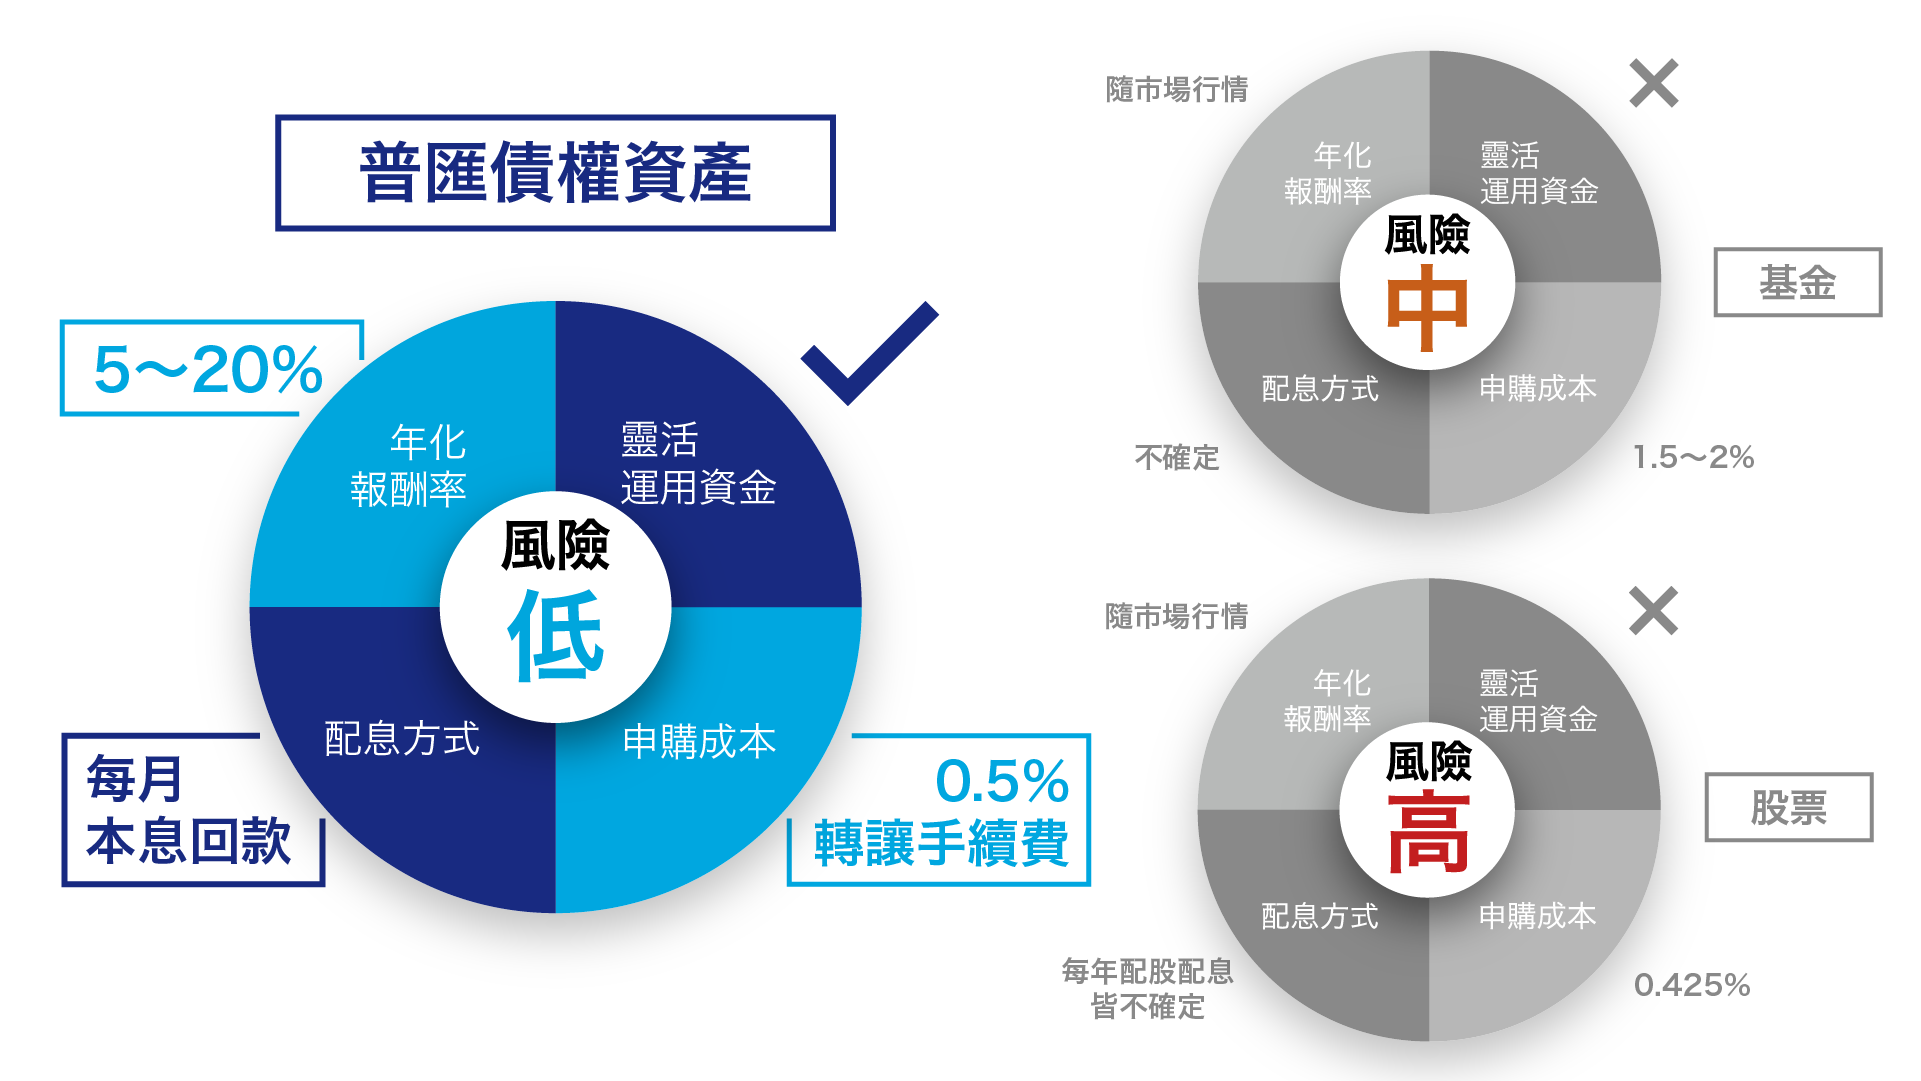 普匯債權資產
5～20%
年化
報酬率
靈活
運用資金
風險
低
配息方式
申購成本
每月
本息回款
0.5%
轉讓手續費
隨市場行情
年化
報酬率
靈活
運用資金
風險
中
基金
配息方式
申購成本
不確定
1.5～2%
隨市場行情
年化
報酬率
靈活
運用資金
風險
高
股票
配息方式
申購成本
每年配股配息
皆不確定
0.425%